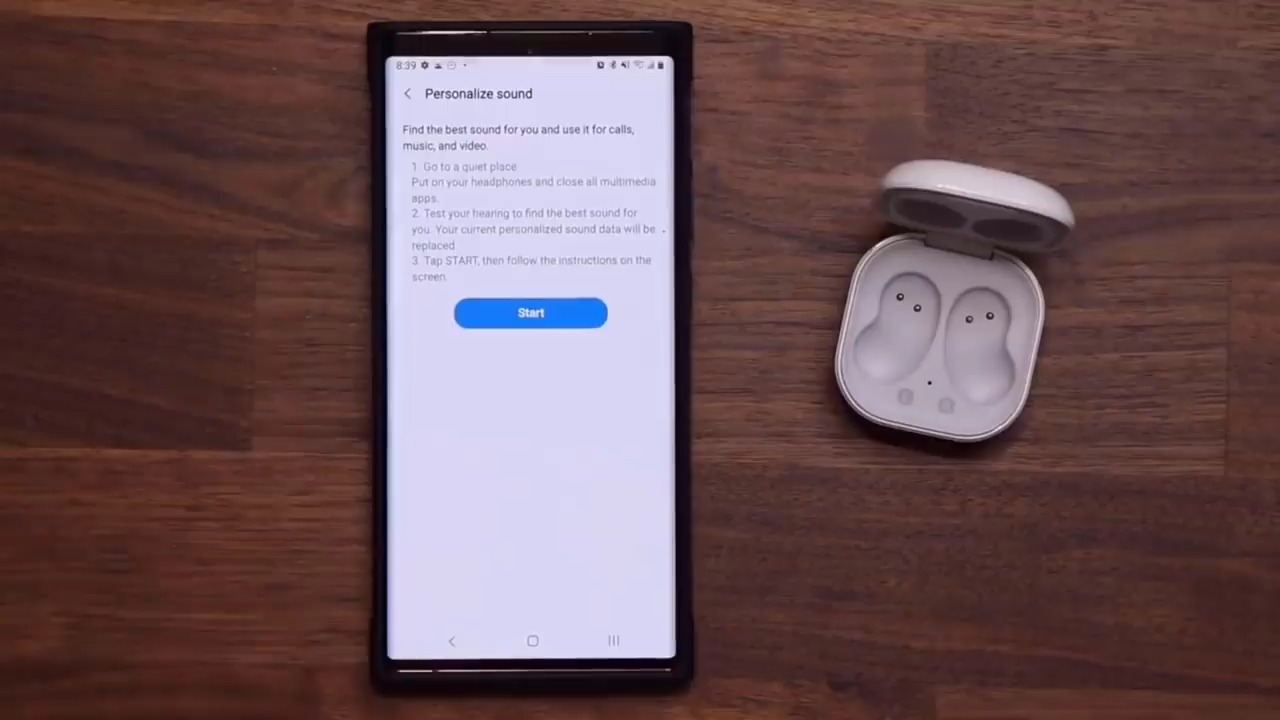 8:39
Personalize sound
Find the best sound for you and use it for calls,
music, and video.
1. Go to a quiet place.
Put on your headphones and close all multimedia
apps.
2. Test your hearing to find the best sound for
you. Your current personalized sound data will be
replaced.
3. Tap START, then follow the instructions on the
screen.
Start